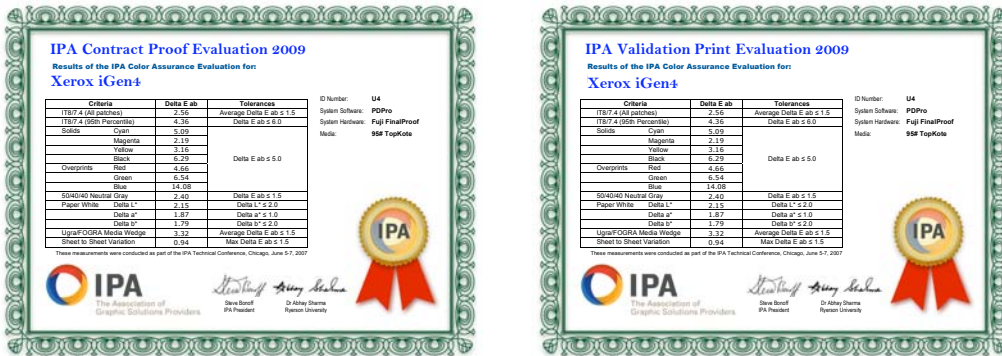 IPA Contract Proof Evaluation 2009
Results of the IPA Color Assurance Evaluation for:
Xerox iGen4
Criteria Delta E ab Tolerances
IT8/7.4 (All patches) 2.56 Average Delta E ab ≤ 1.5
IT8/7.4 (95th Percentile) 4.36 Delta E ab ≤ 6.0
Solids Cyan 5.09
Magenta 2.19
Yellow 3.16
Black 6.29 Delta E ab ≤ 5.0
Overprints Red 4.66
Green 6.54
Blue 14.08
50/40/40 Neutral Gray 2.40 Delta E ab ≤ 1.5
Paper White Delta L* 2.15 Delta L* ≤ 2.0
Delta a* 1.87 Delta a* ≤ 1.0
Delta b* 1.79 Delta b* ≤ 2.0
Ugra/FOGRA Media Wedge 3.32 Average Delta E ab ≤ 1.5
Sheet to Sheet Variation 0.94 Max Delta E ab ≤ 1.5
These measurements were conducted as part of the IPA Technical Conference, Chicago, June 5-7, 2007
ID Number: U4
System Software: PDPro
System Hardware: Fuji FinalProof
Media: 95# TopKote
IPA
IPA
The Association of
Graphic Solutions Providers
Steve Bonoff
IPA President
Dr Abhay Sharma
Ryerson University
IPA Validation Print Evaluation 2009
Results of the IPA Color Assurance Evaluation for:
Xerox iGen4
Criteria Delta E ab Tolerances
IT8/7.4 (All patches) 2.56 Average Delta E ab ≤ 1.5
IT8/7.4 (95th Percentile) 4.36 Delta E ab ≤ 6.0
Solids Cyan 5.09
Magenta 2.19
Yellow 3.16
Black 6.29 Delta E ab ≤ 5.0
Overprints Red 4.66
Green 6.54
Blue 14.08
50/40/40 Neutral Gray 2.40 Delta E ab ≤ 1.5
Paper White Delta L* 2.15 Delta L* ≤ 2.0
Delta a* 1.87 Delta a* ≤ 1.0
Delta b* 1.79 Delta b* ≤ 2.0
Ugra/FOGRA Media Wedge 3.32 Average Delta E ab ≤ 1.5
Sheet to Sheet Variation 0.94 Max Delta E ab ≤ 1.5
These measurements were conducted as part of the IPA Technical Conference, Chicago, June 5-7, 2007
ID Number: U4
System Software: PDPro
System Hardware: Fuji FinalProof
Media: 95# TopKote
IPA
IPA
The Association of
Graphic Solutions Providers
Steve Bonoff
IPA President
Dr Abhay Sharma
Ryerson University